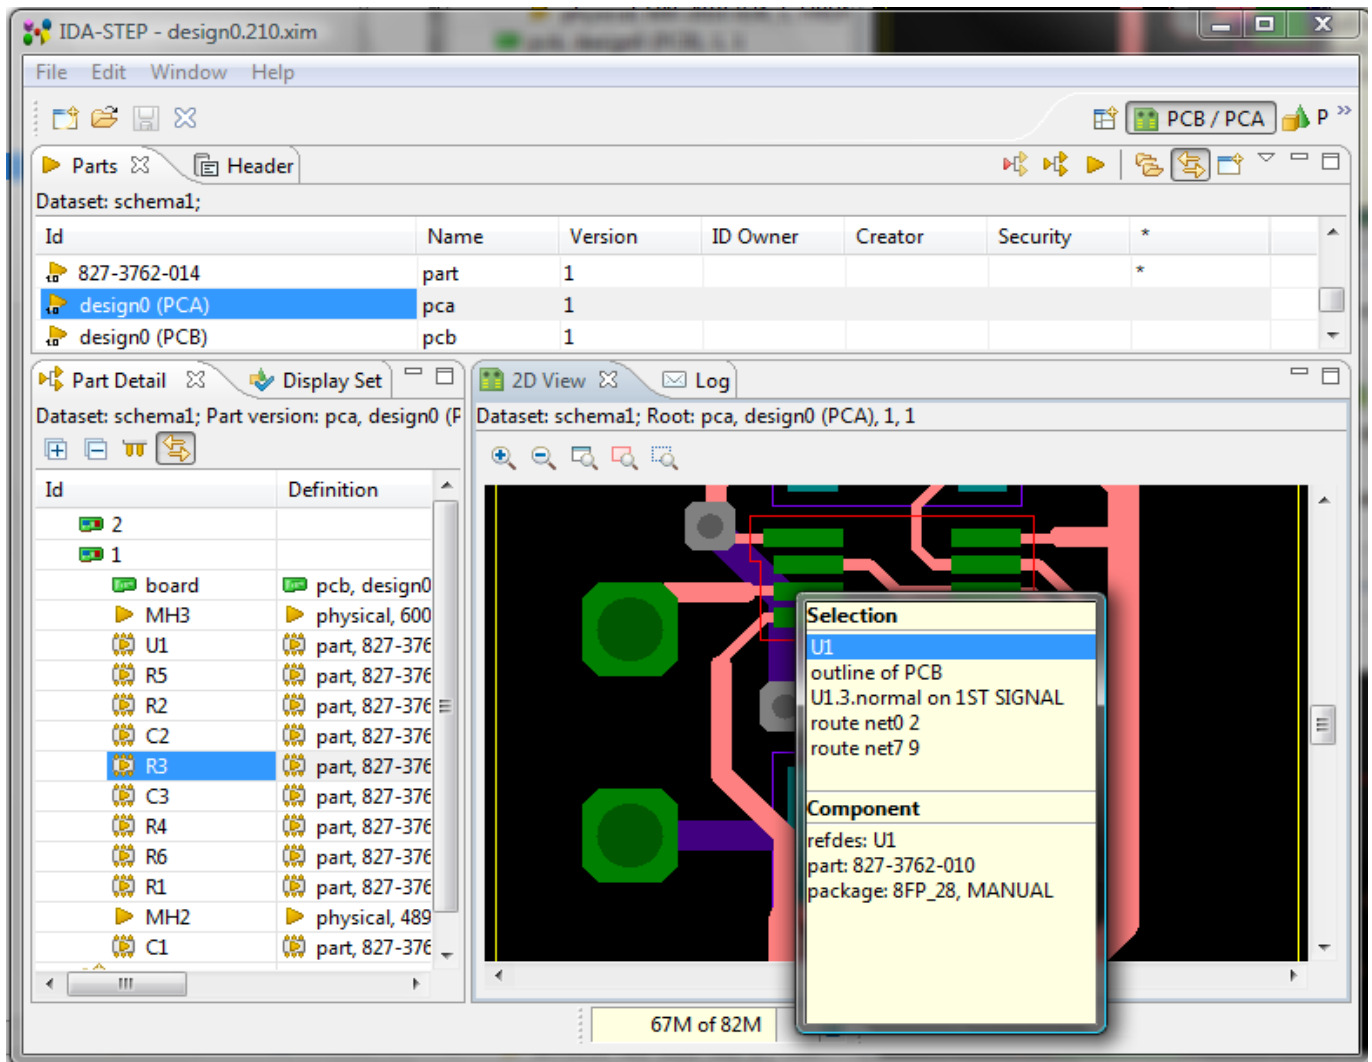 IDA-STEP - design0.210.xim
File Edit Window Help
PCB / PCA P
Parts Header
Dataset: schema1;
Id Name Version ID Owner Creator Security *
827-3762-014 part 1 *
design0 (PCA) pca 1
design0 (PCB) pcb 1
Part Detail Display Set
Dataset: schema1; Part version: pca, design0 (P
Id Definition
2
1
board pcb, design0
MH3 physical, 600
U1 part, 827-376
R5 part, 827-376
R2 part, 827-376
C2 part, 827-376
R3 part, 827-376
C3 part, 827-376
R4 part, 827-376
R6 part, 827-376
R1 part, 827-376
MH2 physical, 489
C1 part, 827-376
2D View Log
Dataset: schema1; Root: pca, design0 (PCA), 1, 1
Selection
U1
outline of PCB
U1.3.normal on 1ST SIGNAL
route net0 2
route net7 9
Component
refdes: U1
part: 827-3762-010
package: 8FP_28, MANUAL
67M of 82M